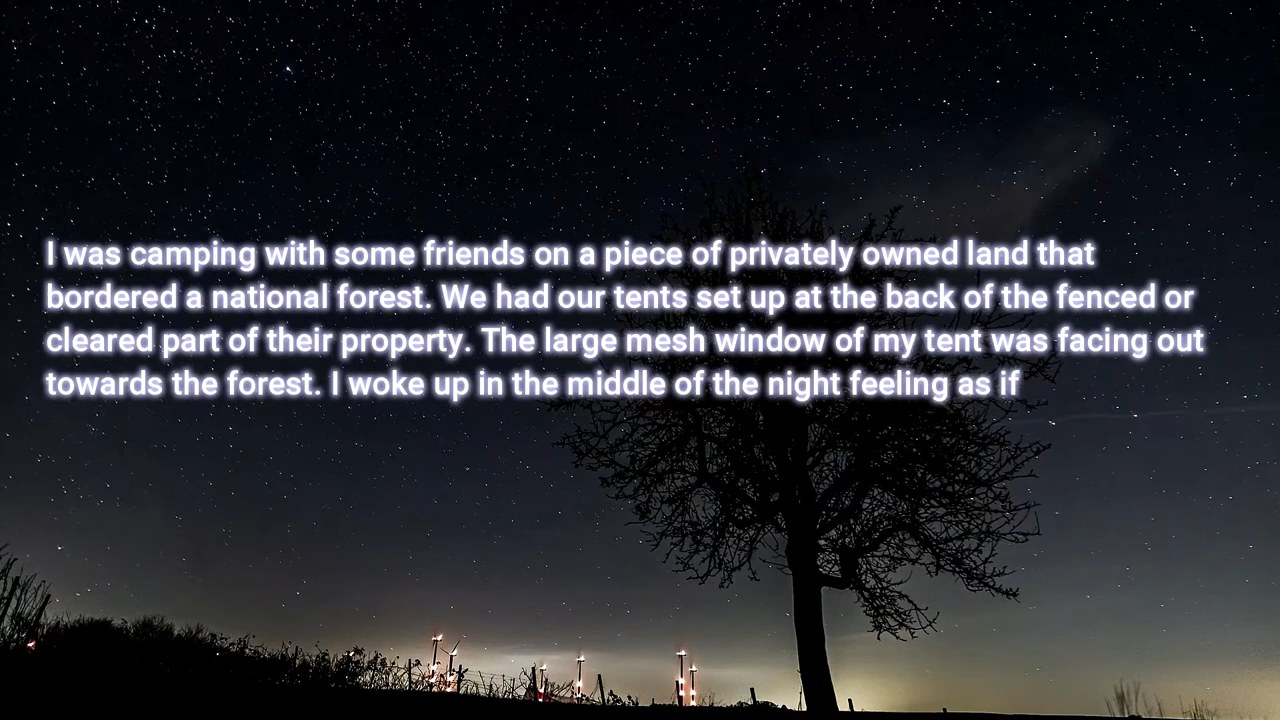 I was camping with some friends on a piece of privately owned land that
bordered a national forest. We had our tents set up at the back of the fenced or
cleared part of their property. The large mesh window of my tent was facing out
towards the forest. I woke up in the middle of the night feeling as if